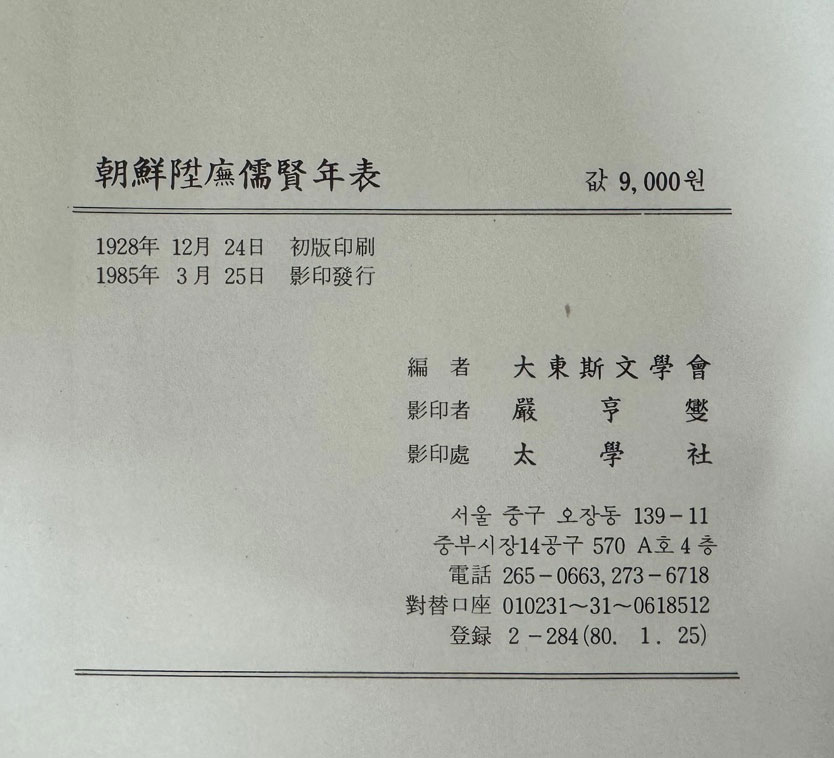 朝鮮陞廡儒賢年表 값 9,000원
1928年 12月 24日 初版印刷
1985年 3月 25日 影印發行
編者 大東斯文學會
影印者 嚴亨燮
影印處 太學社
서울 중구 오장동 139-11
중부시장14공구 570 A호 4층
電話 265-0663, 273-6718
對替口座 010231~31~0618512
登録 2-284(80. 1. 25)